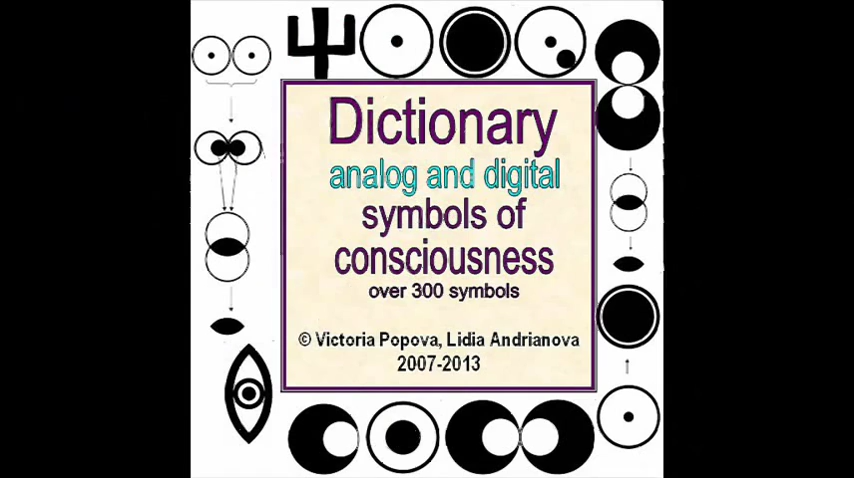 Dictionary
analog and digital
symbols of
consciousness
over 300 symbols
© Victoria Popova, Lidia Andrianova
2007-2013